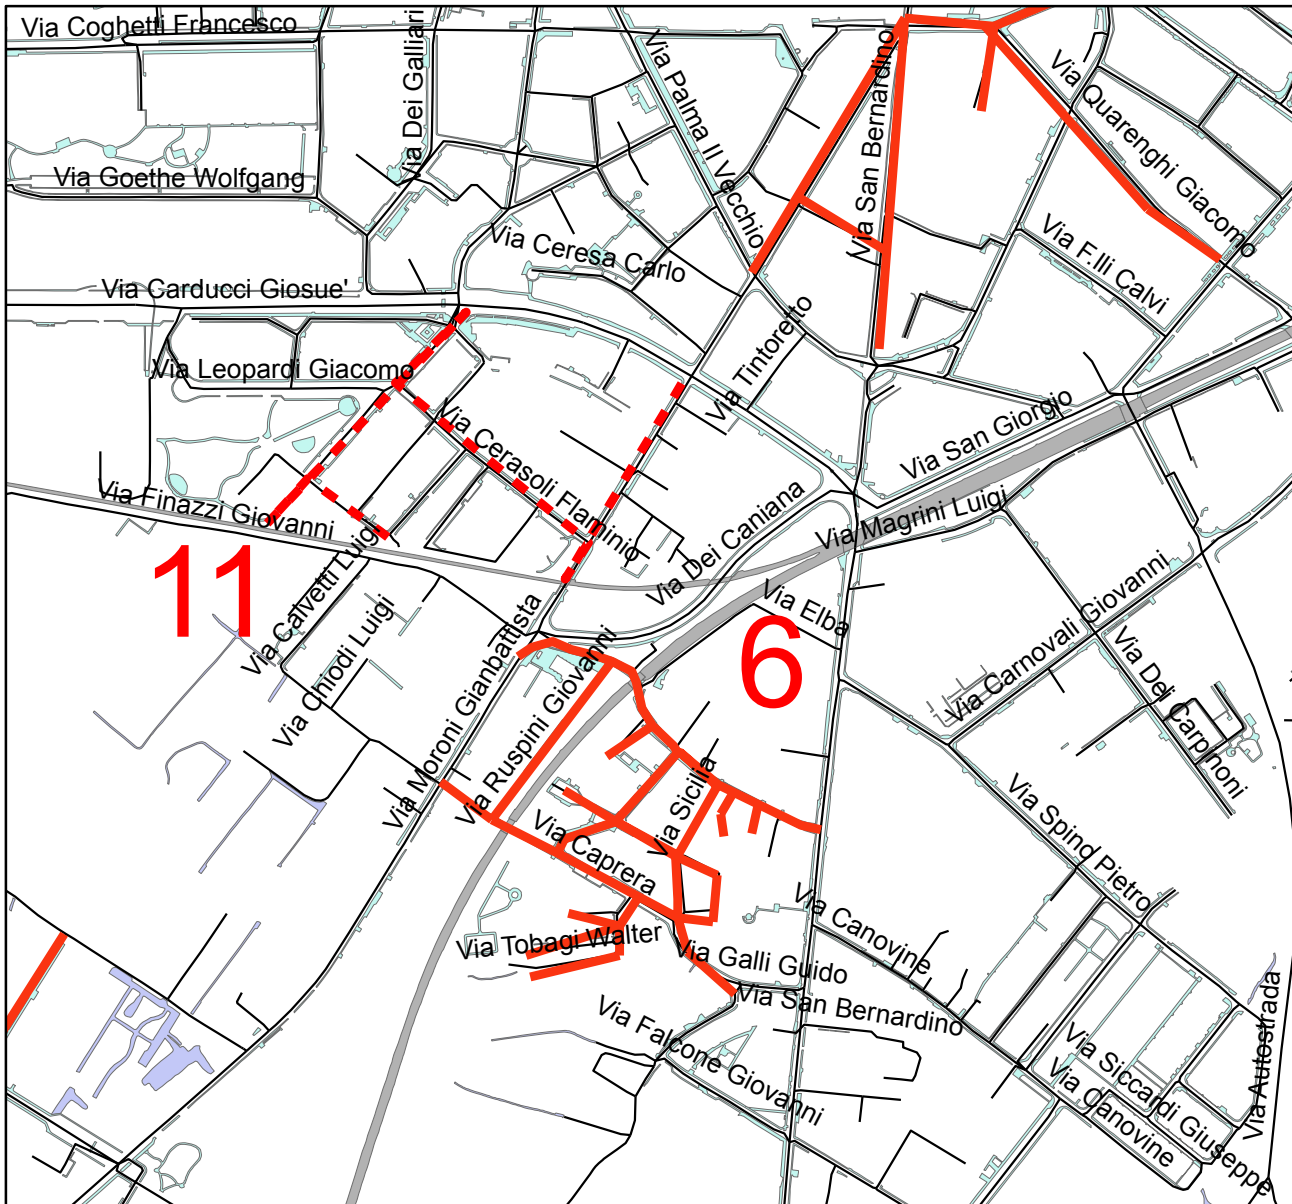 Via Coghetti Francesco
Via Dei Galliari
Via Palma Il Vecchio
Via San Bernardino
Via Quarenghi Giacomo
Via Goethe Wolfgang
Via Ceresa Carlo
Via F.lli Calvi
Via Carducci Giosue'
Via Tintoretto
Via Leopardi Giacomo
Via Cerasoli Flaminio
Via San Giorgio
Via Finazzi Giovanni
Via Dei Caniana
Via Magrini Luigi
11
Via Calvetti Luigi
Via Chiodi Luigi
Via Moroni Gianbattista
Via Ruspini Giovanni
Via Elba
6
Via Carnovali Giovanni
Via Dei Carpinoni
Via Sicilia
Via Caprera
Via Spino Pietro
Via Tobagi Walter
Via Galli Guido
Via Canovine
Via San Bernardino
Via Falcone Giovanni
Via Siccardi Giuseppe
Via Canovine
Via Autostrada